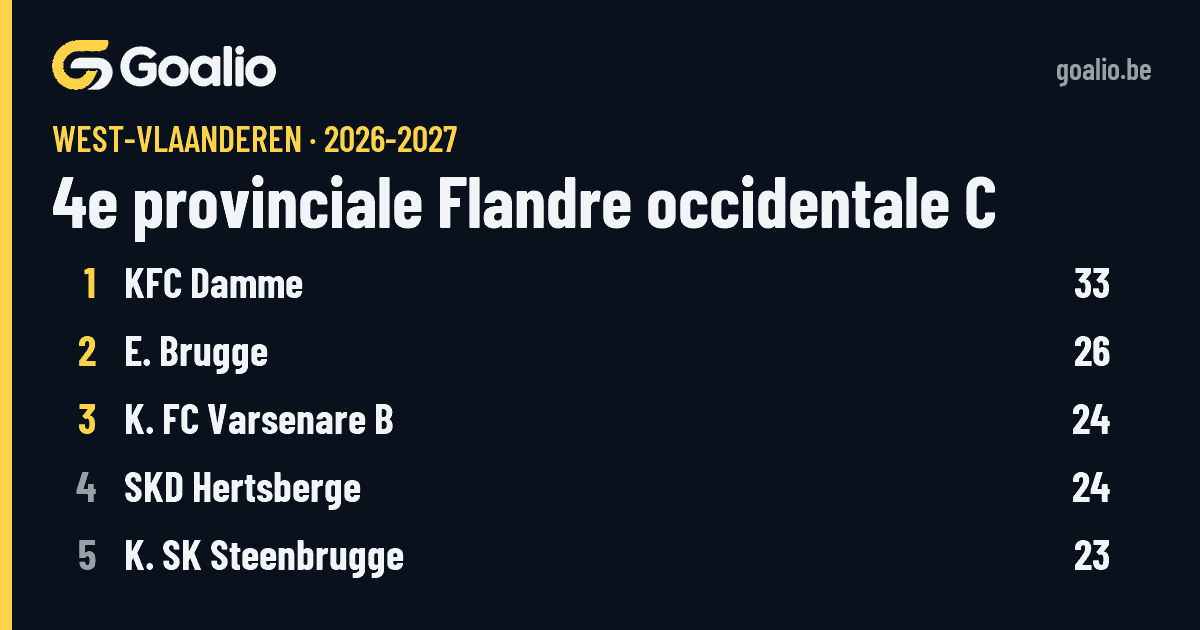 Goalio
goalio.be
WEST-VLAANDEREN · 2026-2027
4e provinciale Flandre occidentale C
1 KFC Damme 33
2 E. Brugge 26
3 K. FC Varsenare B 24
4 SKD Hertsberge 24
5 K. SK Steenbrugge 23